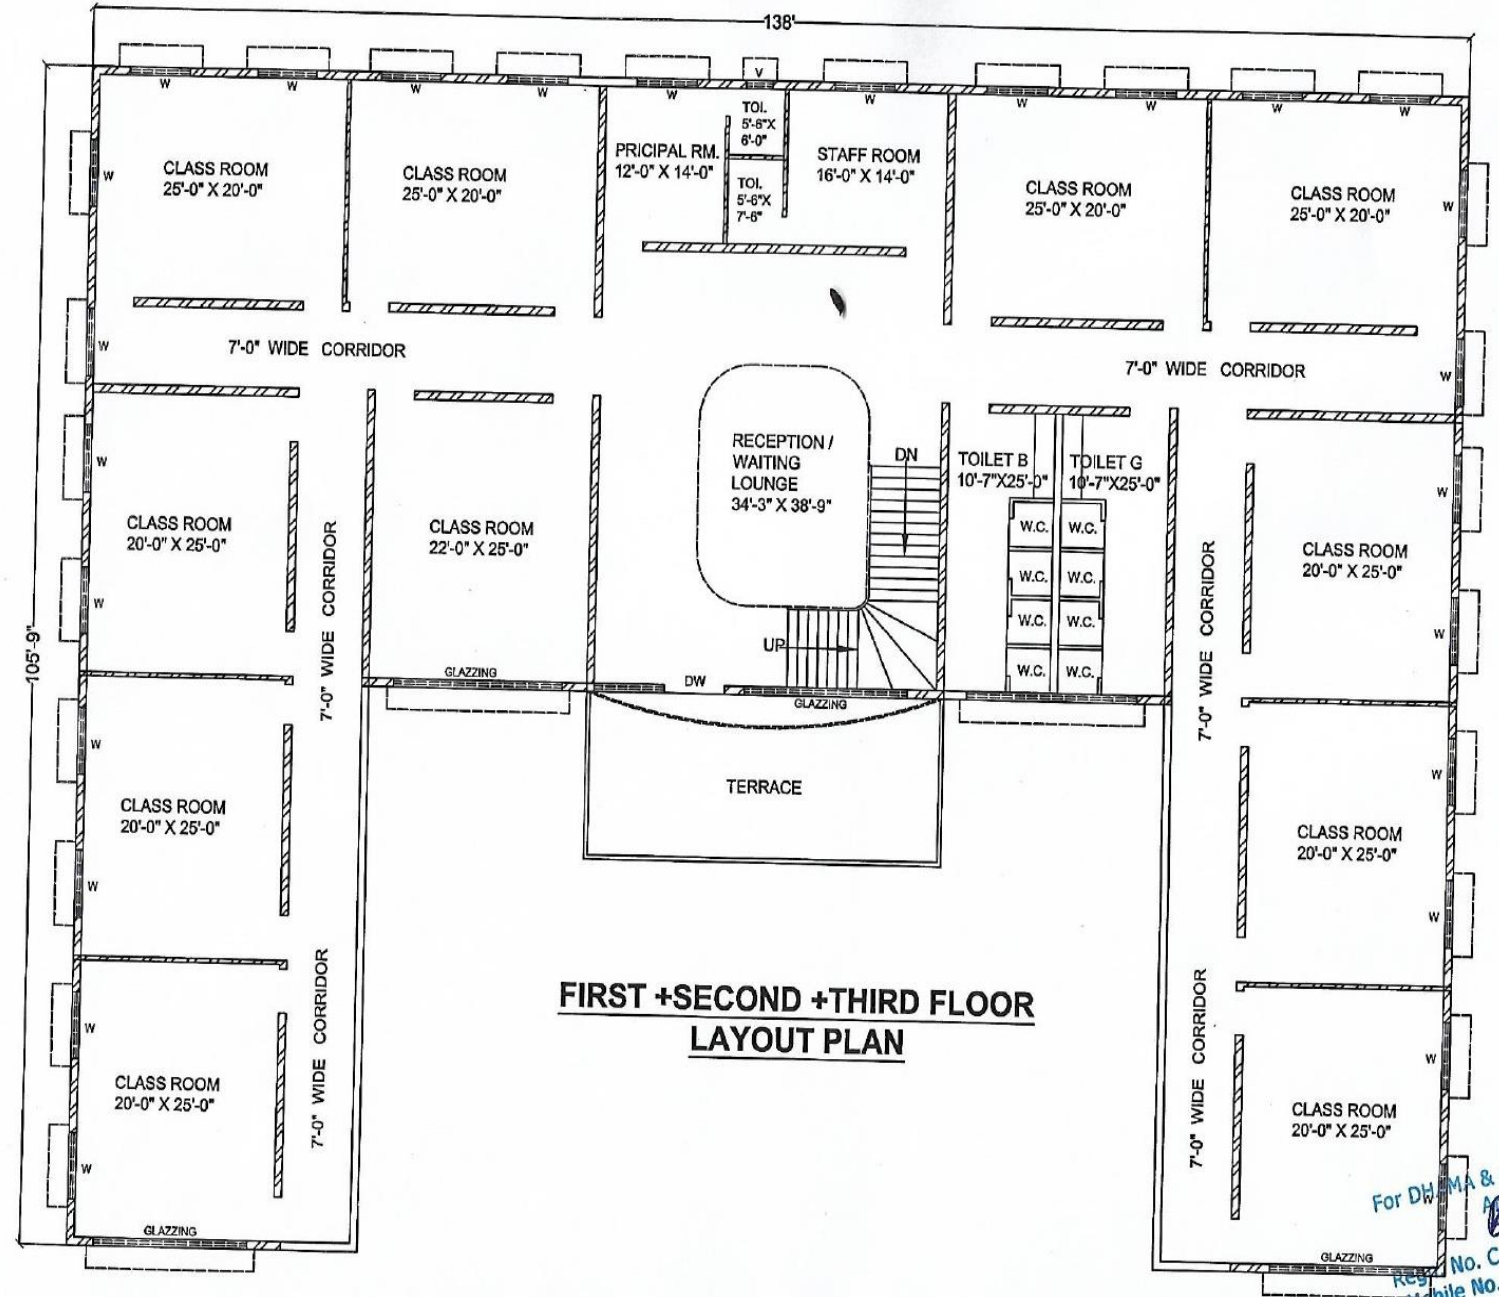 138'
W
W
W
W
W
V
W
W
W
W
W
CLASS ROOM
25'-0" X 20'-0"
W
CLASS ROOM
25'-0" X 20'-0"
PRICIPAL RM.
12'-0" X 14'-0"
TOI.
5'-6"X
6'-0"
TOI.
5'-6"X
7'-6"
STAFF ROOM
16'-0" X 14'-0"
CLASS ROOM
25'-0" X 20'-0"
CLASS ROOM
25'-0" X 20'-0"
W
W
7'-0" WIDE CORRIDOR
7'-0" WIDE CORRIDOR
W
105'-9"
W
CLASS ROOM
20'-0" X 25'-0"
W
7'-0" WIDE CORRIDOR
CLASS ROOM
22'-0" X 25'-0"
GLAZZING
RECEPTION /
WAITING
LOUNGE
34'-3" X 38'-9"
DN
UP
DW
GLAZZING
TOILET B
10'-7"X25'-0"
TOILET G
10'-7"X25'-0"
W.C.
W.C.
W.C.
W.C.
W.C.
W.C.
W.C.
W.C.
7'-0" WIDE CORRIDOR
W
CLASS ROOM
20'-0" X 25'-0"
W
W
CLASS ROOM
20'-0" X 25'-0"
W
TERRACE
W
CLASS ROOM
20'-0" X 25'-0"
W
W
CLASS ROOM
20'-0" X 25'-0"
W
GLAZZING
7'-0" WIDE CORRIDOR
FIRST +SECOND +THIRD FLOOR
LAYOUT PLAN
7'-0" WIDE CORRIDOR
W
CLASS ROOM
20'-0" X 25'-0"
W
GLAZZING
For &
No. C
No.